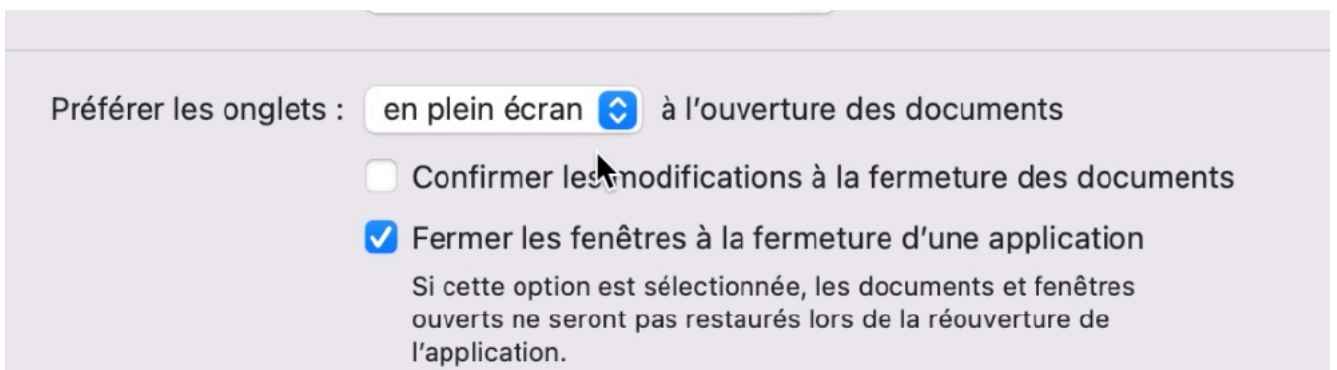 Préférer les onglets : en plein écran à l’ouverture des documents
Confirmer les modifications à la fermeture des documents
Fermer les fenêtres à la fermeture d’une application
Si cette option est sélectionnée, les documents et fenêtres
ouverts ne seront pas restaurés lors de la réouverture de
l’application.